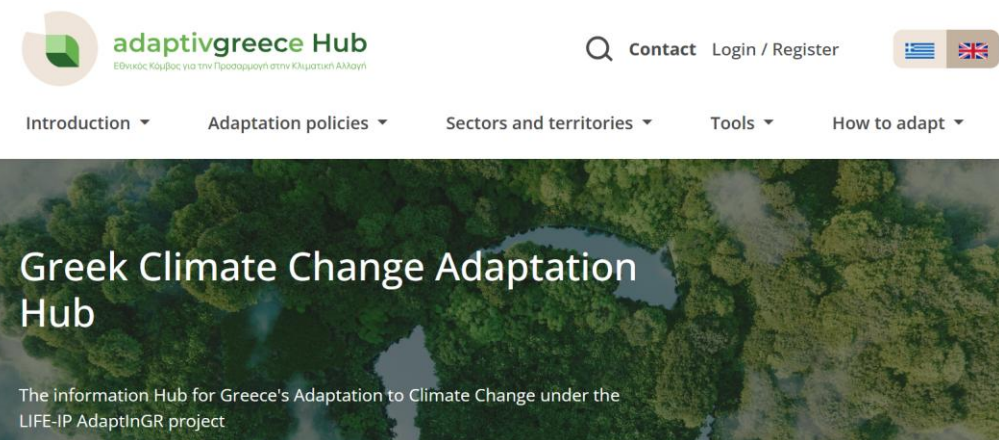 adaptivgreece Hub
Εθνικός Κόμβος για την Προσαρμογή στην Κλιματική Αλλαγή
Contact Login / Register
Introduction Adaptation policies Sectors and territories Tools How to adapt
Greek Climate Change Adaptation
Hub
The information Hub for Greece's Adaptation to Climate Change under the
LIFE-IP AdaptInGR project